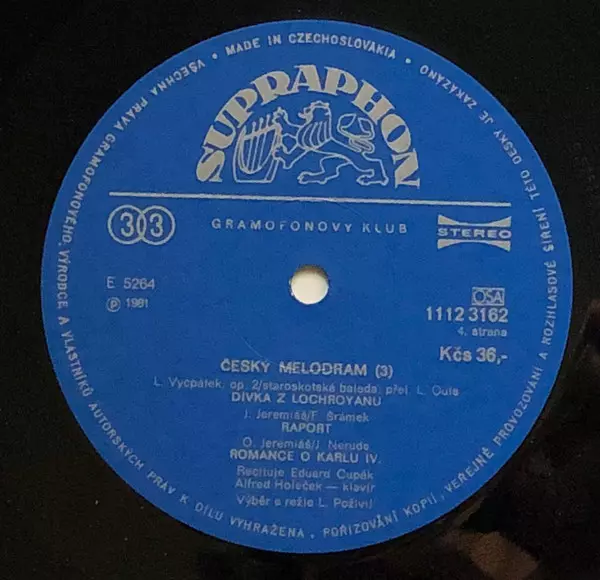 MADE IN CZECHOSLOVAKIA • VŠECHNA PRÁVA GRAMOFONOVÉHO VÝROBCE A VLASTNÍKŮ AUTORSKÝCH PRÁV K DÍLU VYHRAŽENA. POŘIZOVÁNÍ KOPIÍ, VEŘEJNÉ PROVOZOVÁNÍ A ROZHLASOVÉ ŠÍŘENÍ TÉTO DESKY JE ZAKÁZÁNO
SUPRAPHON
33 GRAMOFONOVÝ KLUB STEREO
E 5264
OSA
℗ 1981
1112 3162
4. strana
Kčs 36,-
ČESKÝ MELODRAM (3)
L. Vycpálek, op. 2/staroskotská balada, přel. L. Quis
DÍVKA Z LOCHROYANU
J. Jeremiáš/F. Šrámek
RAPORT
O. Jeremiáš/J. Neruda
ROMANCE O KARLU IV.
Recituje Eduard Cupák
Alfred Holeček — klavír
Výběr a režie L. Poživil